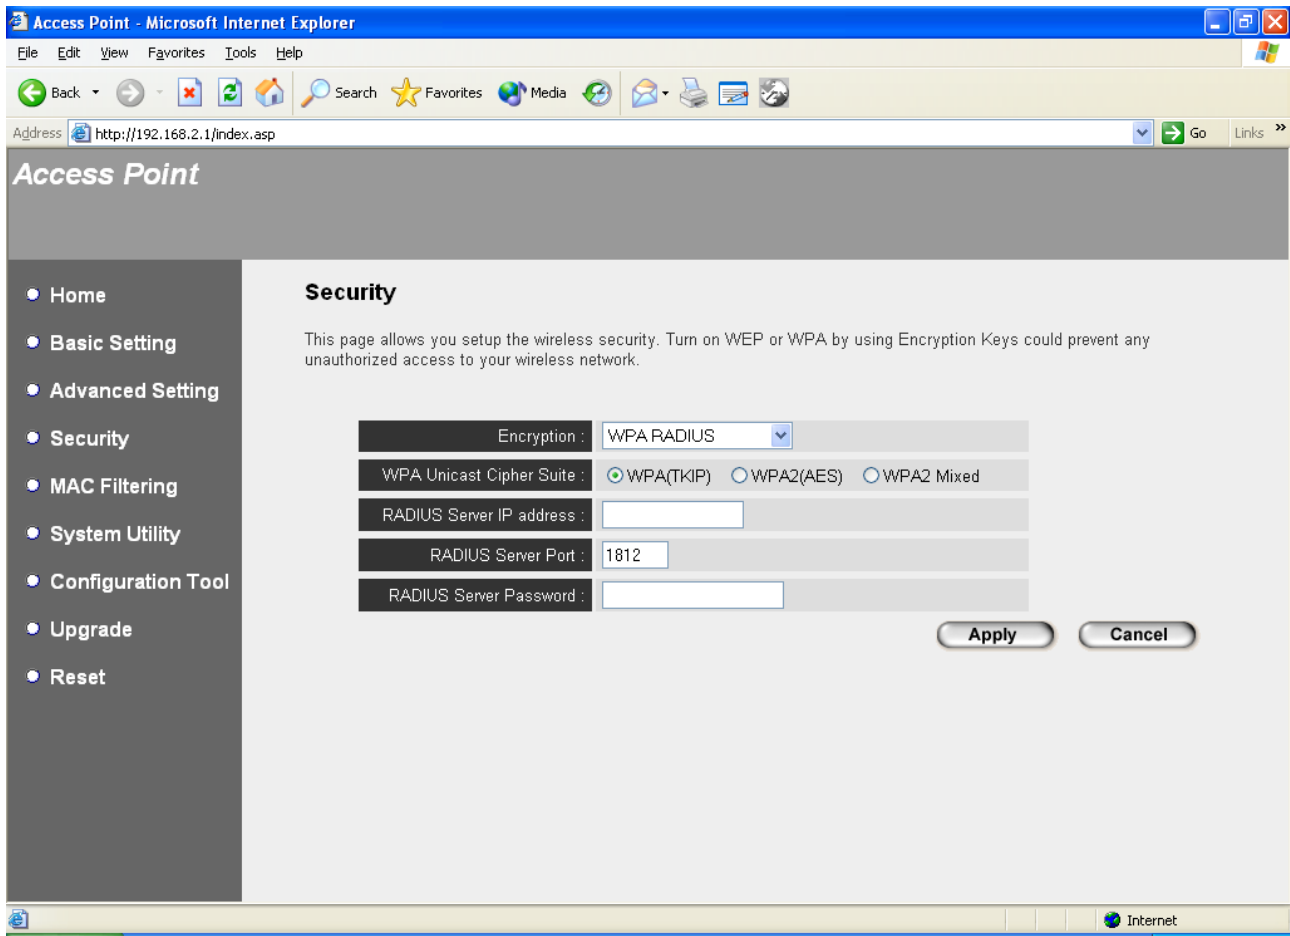 Access Point - Microsoft Internet Explorer
File Edit View Favorites Tools Help
Back Search Favorites Media
Address http://192.168.2.1/index.asp Go Links »
Access Point
Home
Basic Setting
Advanced Setting
Security
MAC Filtering
System Utility
Configuration Tool
Upgrade
Reset
Security
This page allows you setup the wireless security. Turn on WEP or WPA by using Encryption Keys could prevent any
unauthorized access to your wireless network.
Encryption : WPA RADIUS
WPA Unicast Cipher Suite : WPA(TKIP) WPA2(AES) WPA2 Mixed
RADIUS Server IP address :
RADIUS Server Port : 1812
RADIUS Server Password :
Apply Cancel
Internet